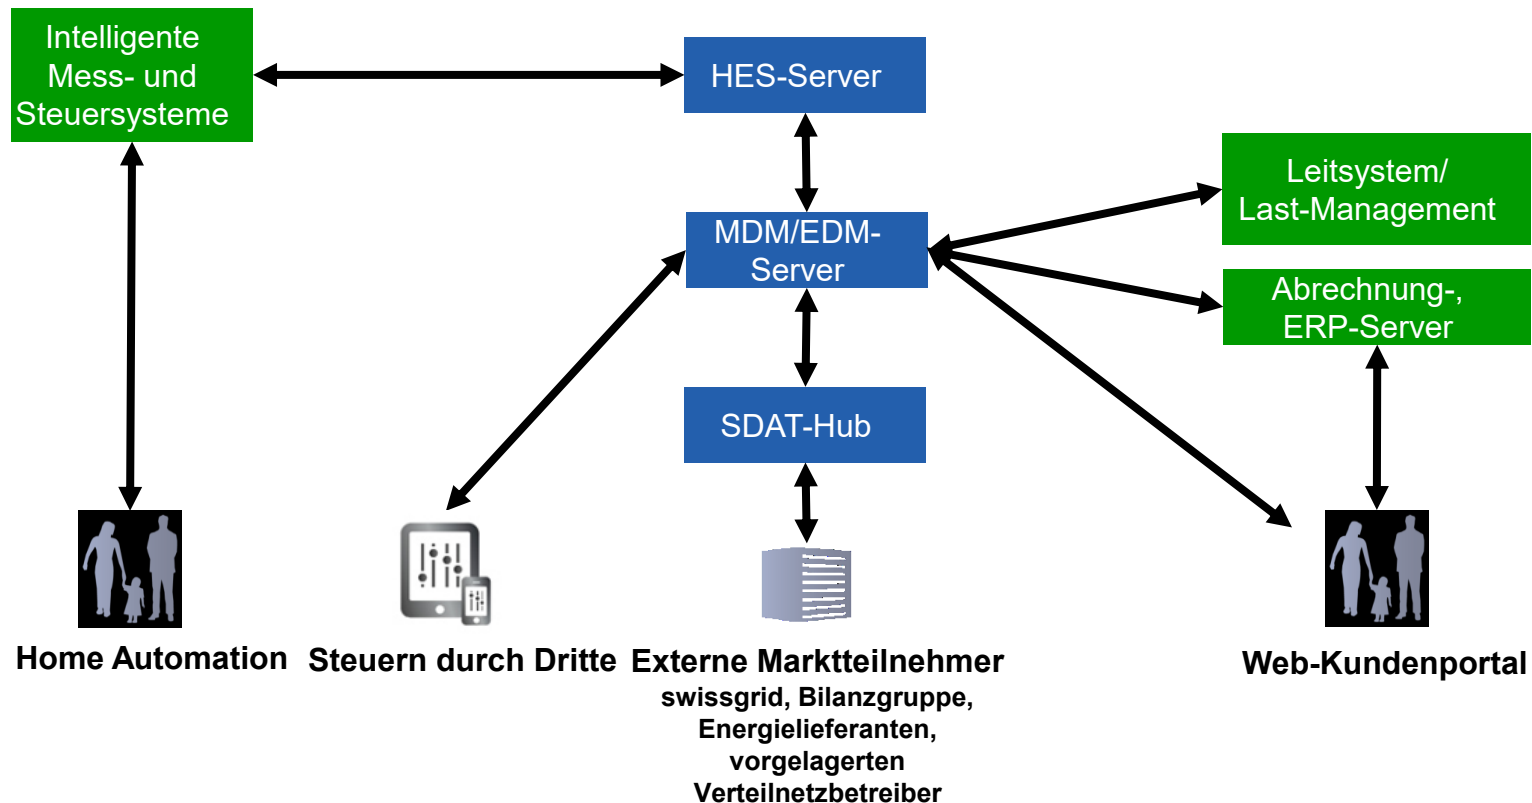 Intelligente
Mess- und
Steuersysteme
HES-Server
MDM/EDM-
Server
SDAT-Hub
Leitsystem/
Last-Management
Abrechnung-,
ERP-Server
Home Automation
Steuern durch Dritte
Externe Marktteilnehmer
swissgrid, Bilanzgruppe,
Energielieferanten,
vorgelagerten
Verteilnetzbetreiber
Web-Kundenportal